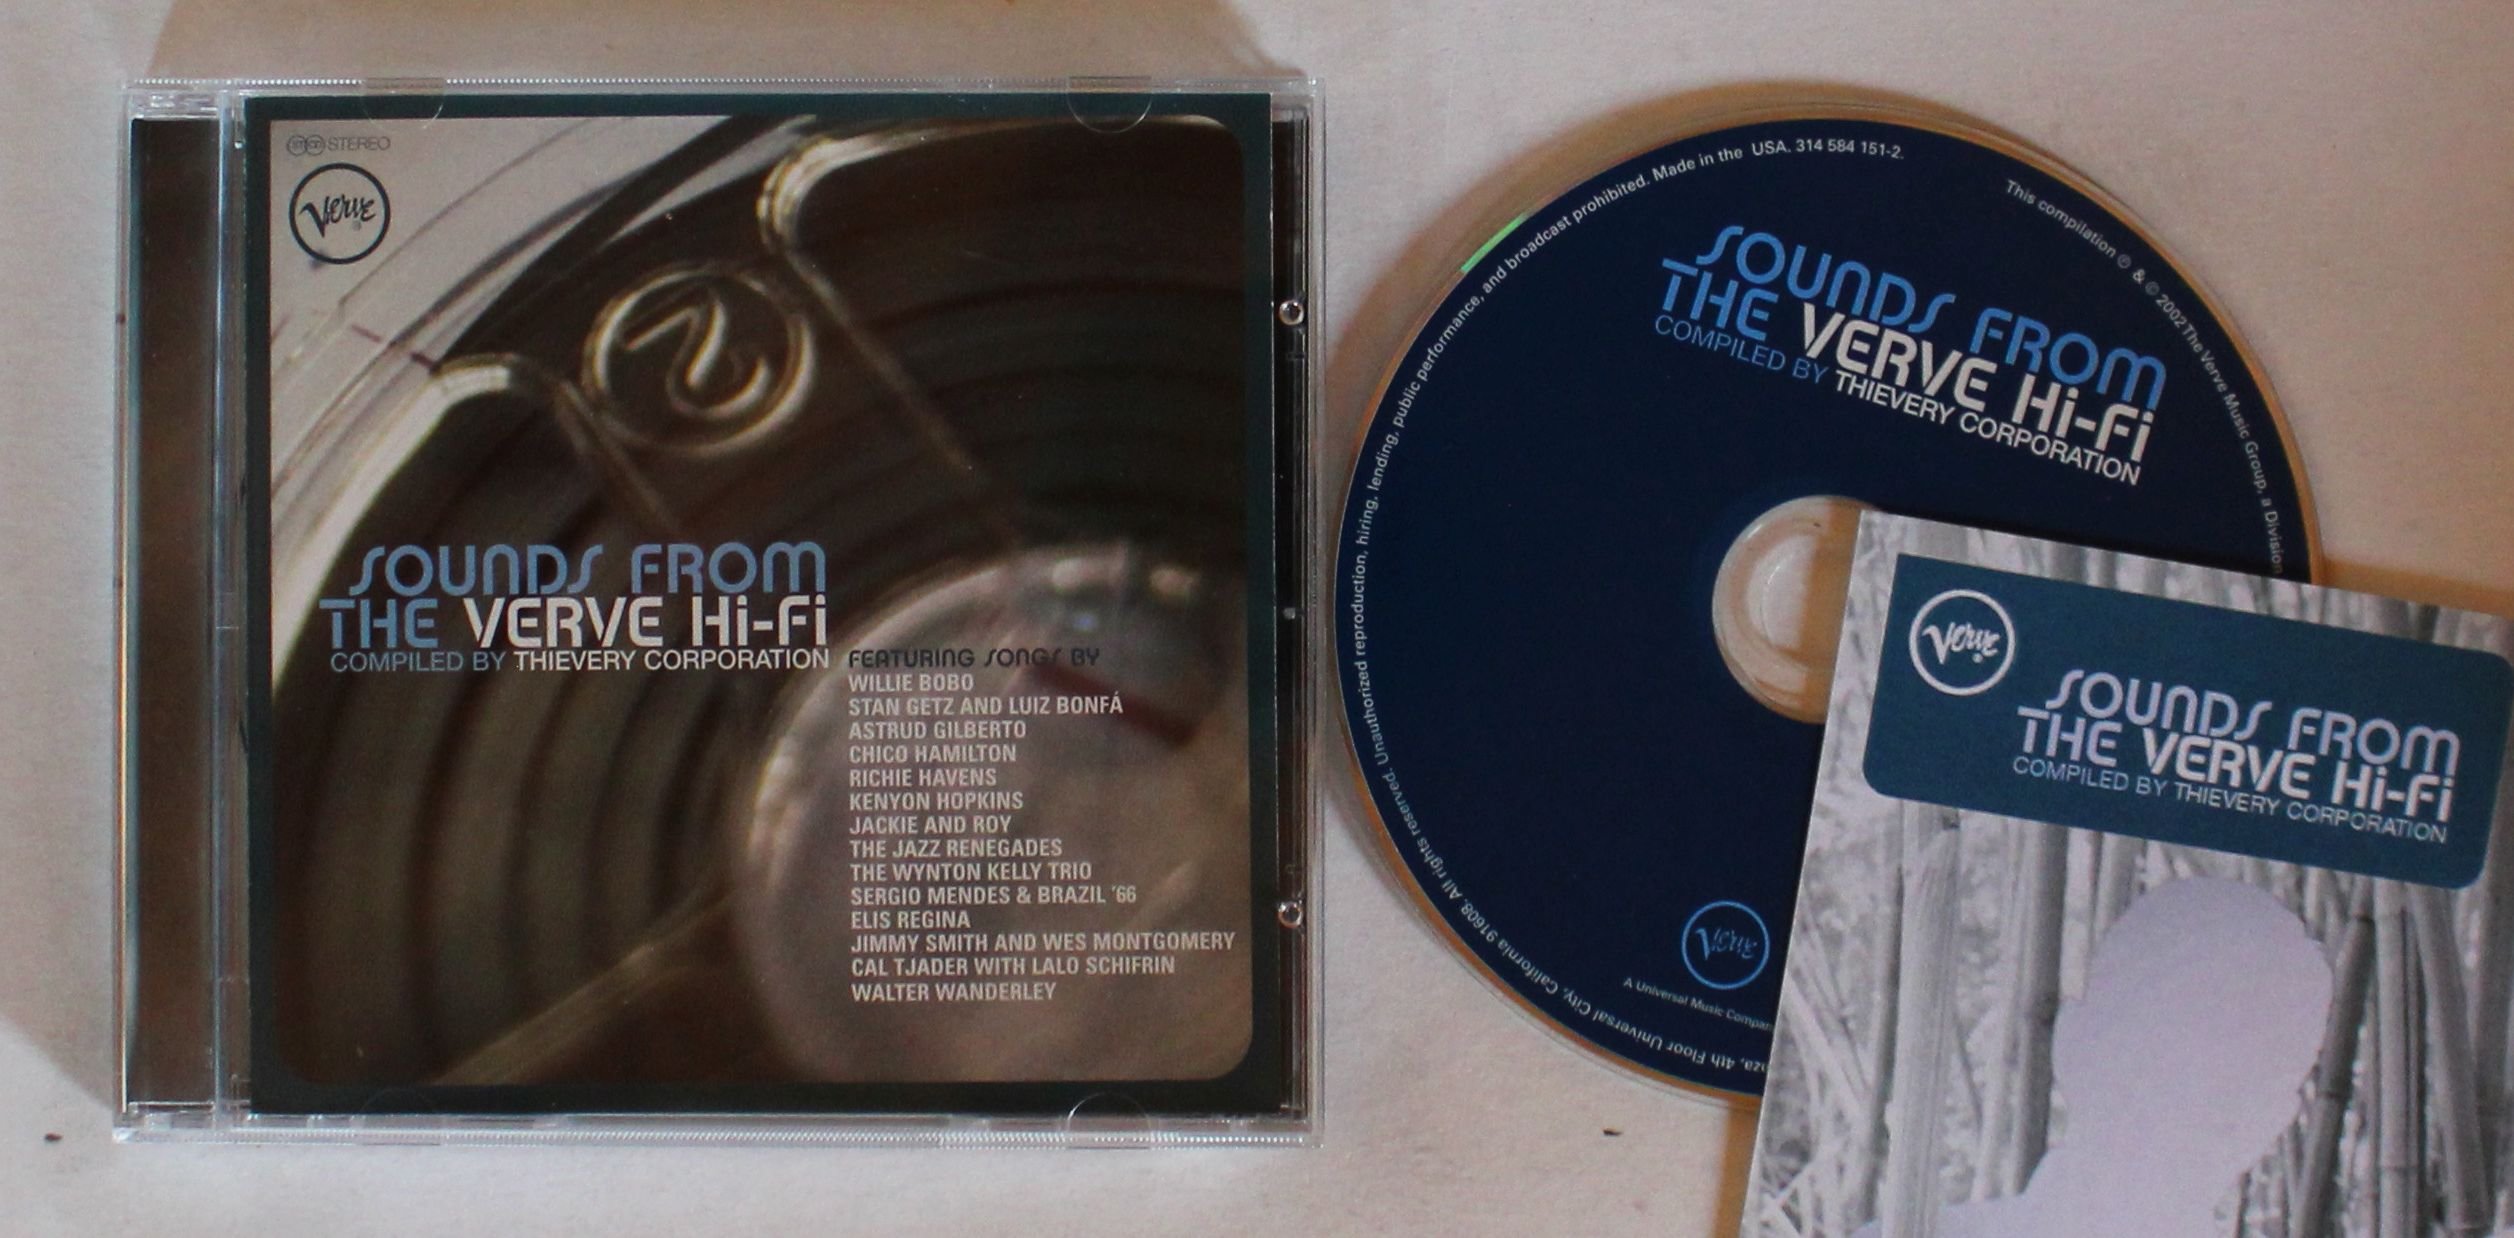 STEREO
Verve
SOUNDS FROM
THE VERVE Hi-Fi
COMPILED BY THIEVERY CORPORATION
FEATURING SONGS BY
WILLIE BOBO
STAN GETZ AND LUIZ BONFÁ
ASTRUD GILBERTO
CHICO HAMILTON
RICHIE HAVENS
KENYON HOPKINS
JACKIE AND ROY
THE JAZZ RENEGADES
THE WYNTON KELLY TRIO
SERGIO MENDES & BRAZIL '66
ELIS REGINA
JIMMY SMITH AND WES MONTGOMERY
CAL TJADER WITH LALO SCHIFRIN
WALTER WANDERLEY
This compilation ℗ & © 2002 The Verve Music Group, a Division
4th Floor Universal City, California 91608. All rights reserved. Unauthorized reproduction, hiring, lending, public performance, and broadcast prohibited. Made in the USA. 314 584 151-2.
SOUNDS FROM
THE VERVE Hi-Fi
COMPILED BY THIEVERY CORPORATION
Verve
A Universal Music Compan
Verve
SOUNDS FROM
THE VERVE Hi-Fi
COMPILED BY THIEVERY CORPORATION